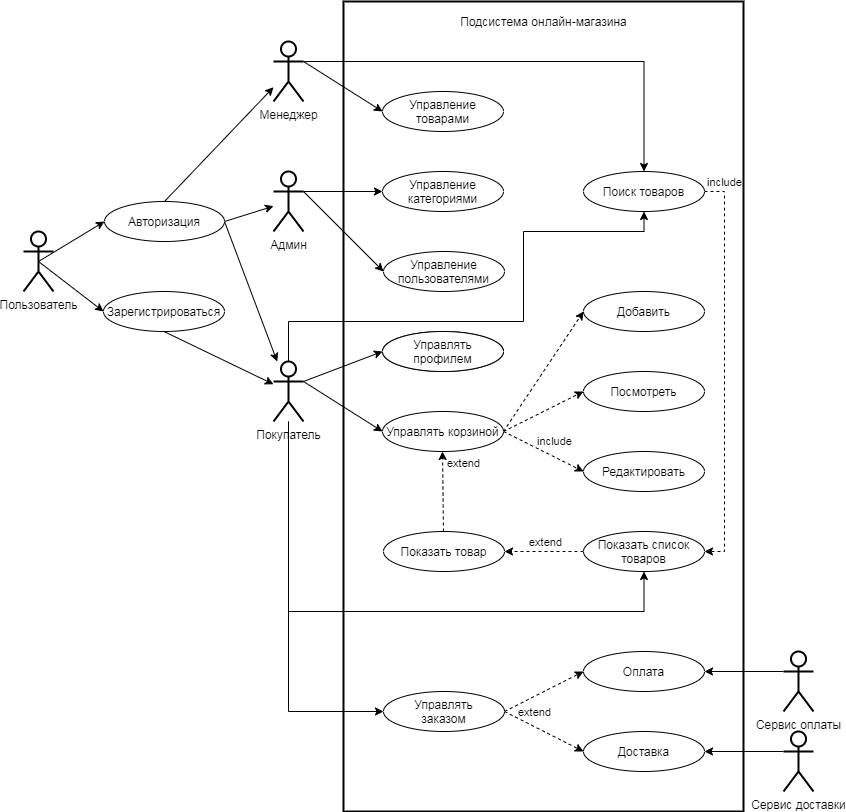 Подсистема онлайн-магазина
Менеджер
Управление
товарами
Управление
категориями
Поиск товаров
include
Авторизация
Админ
Управление
пользователями
Пользователь
Зарегистрироваться
Добавить
Управлять
профилем
Посмотреть
Покупатель
Управлять корзиной
include
extend
Редактировать
Показать товар
extend
Показать список
товаров
Оплата
Управлять
заказом
extend
Сервис оплаты
Доставка
Сервис доставки